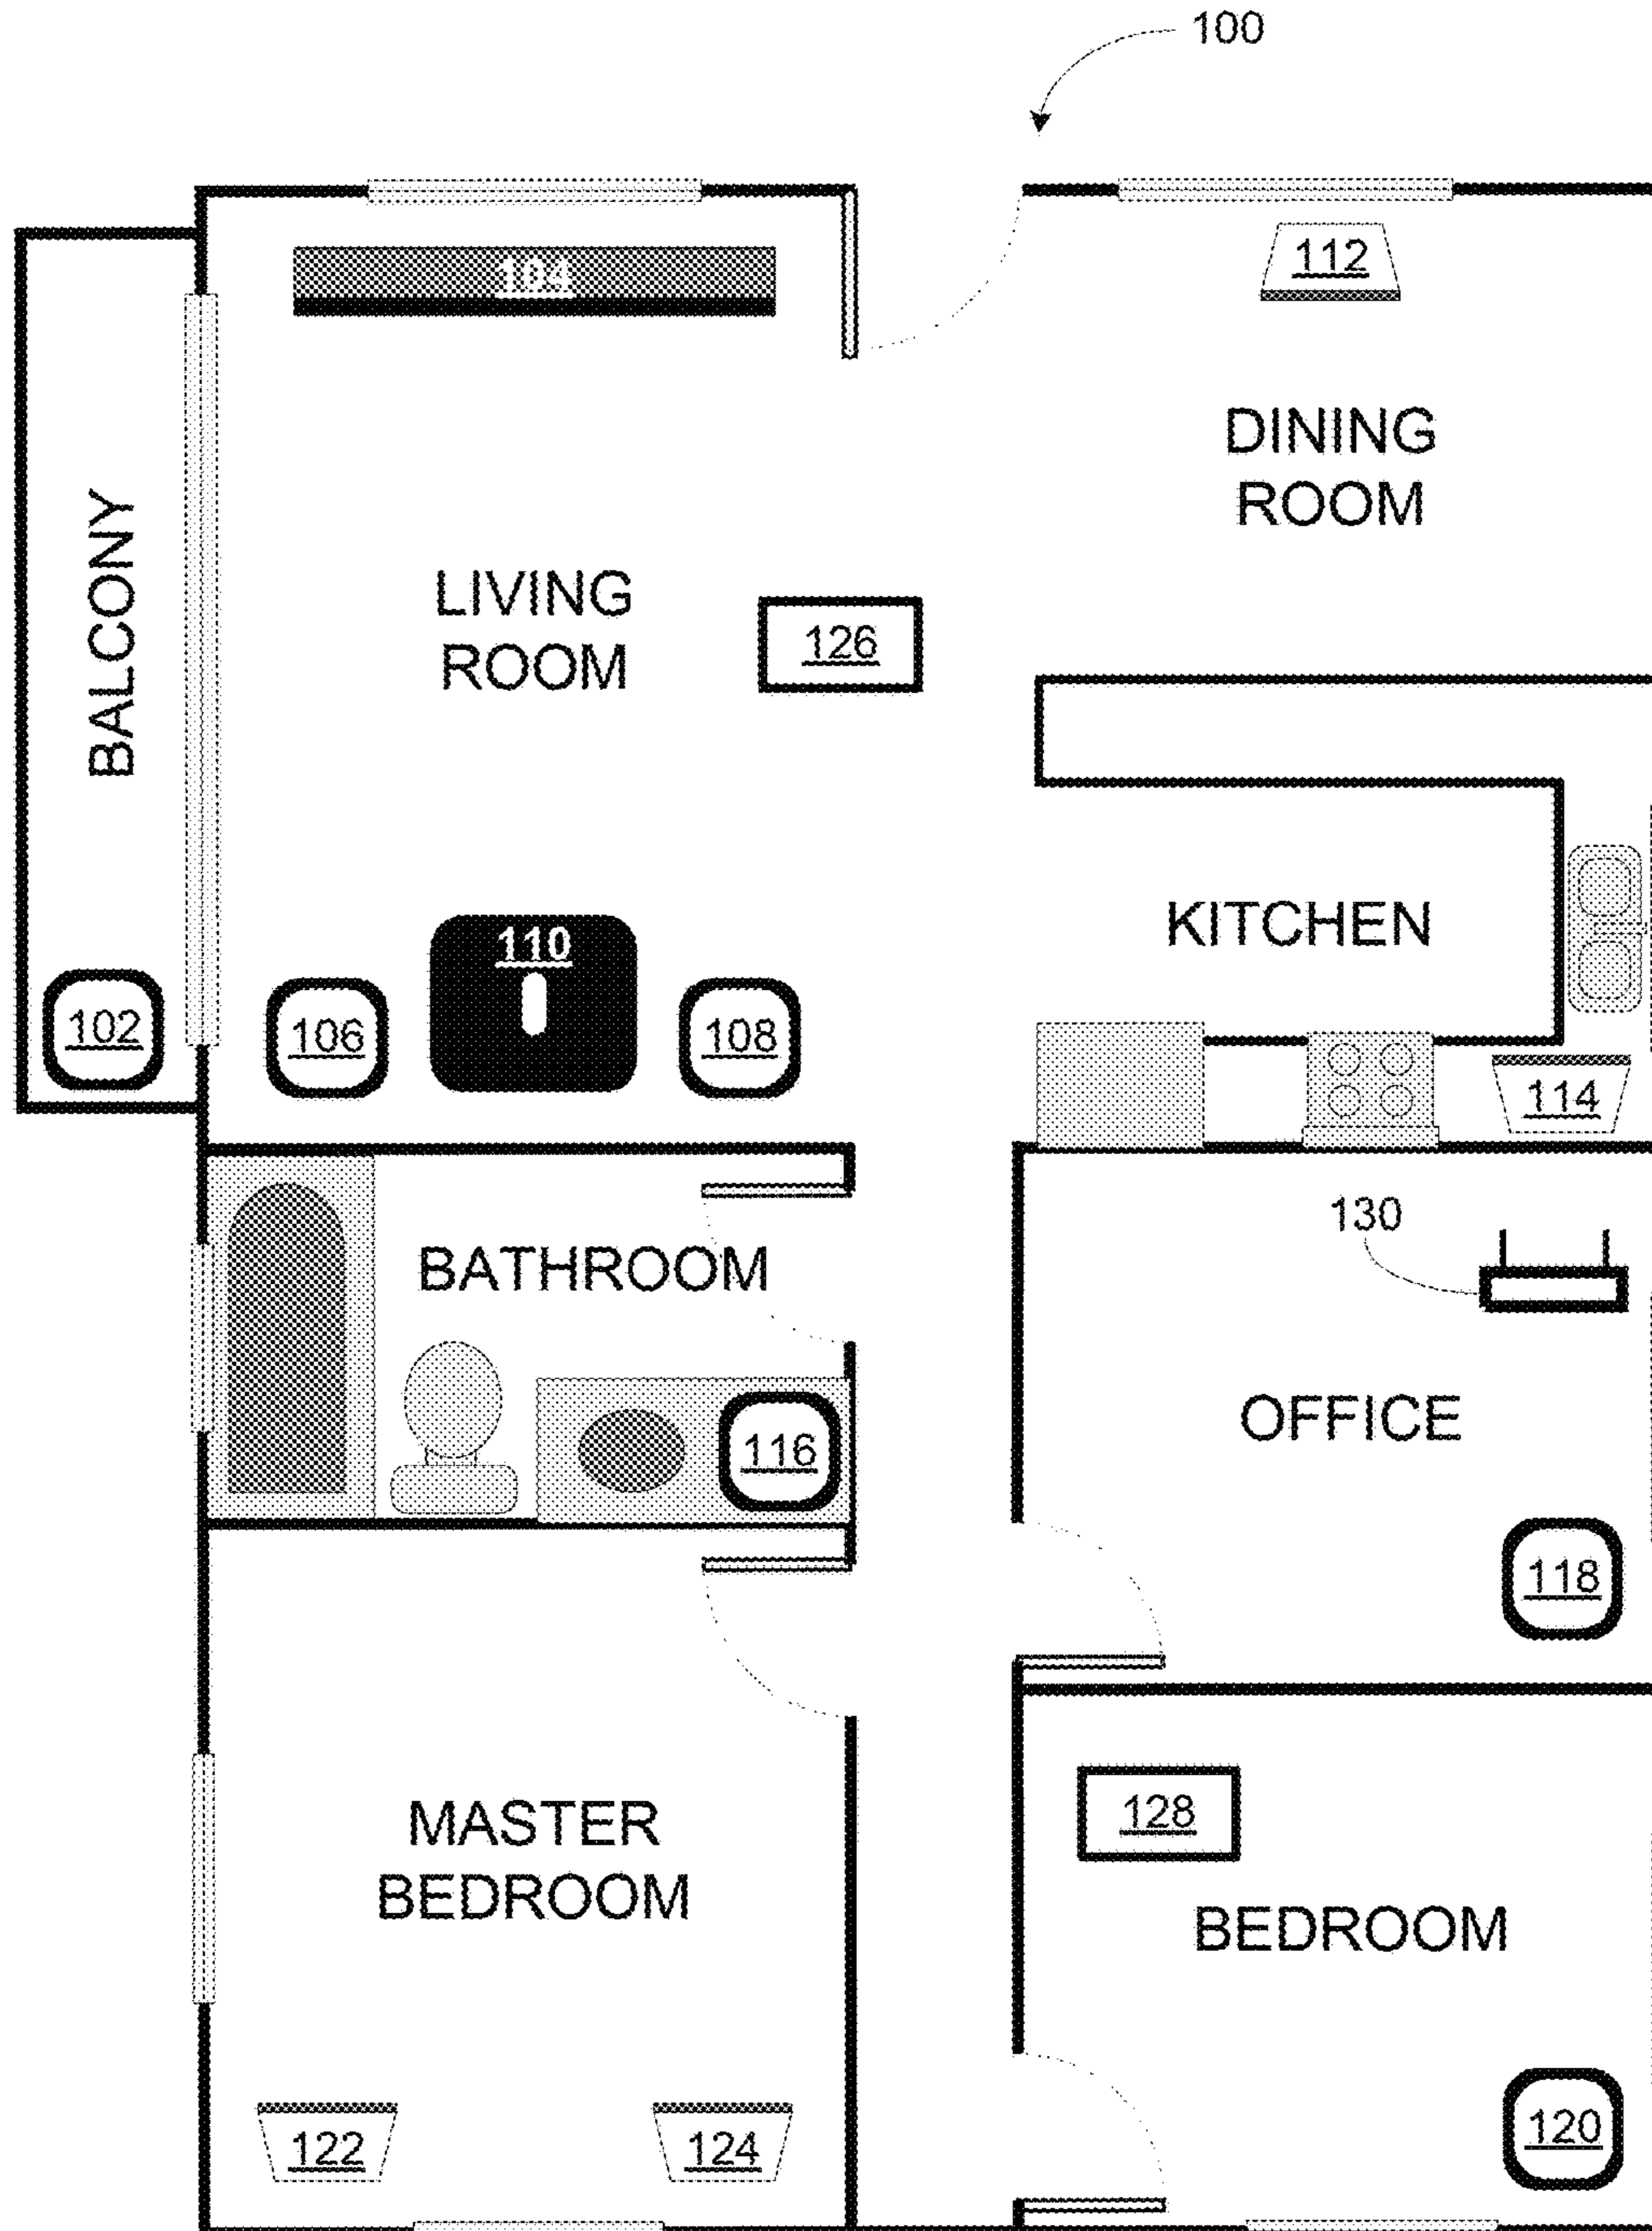 100
104
112
DINING
ROOM
BALCONY
LIVING
ROOM
126
KITCHEN
110
102
106
108
114
130
BATHROOM
OFFICE
116
118
MASTER
BEDROOM
128
BEDROOM
122
124
120